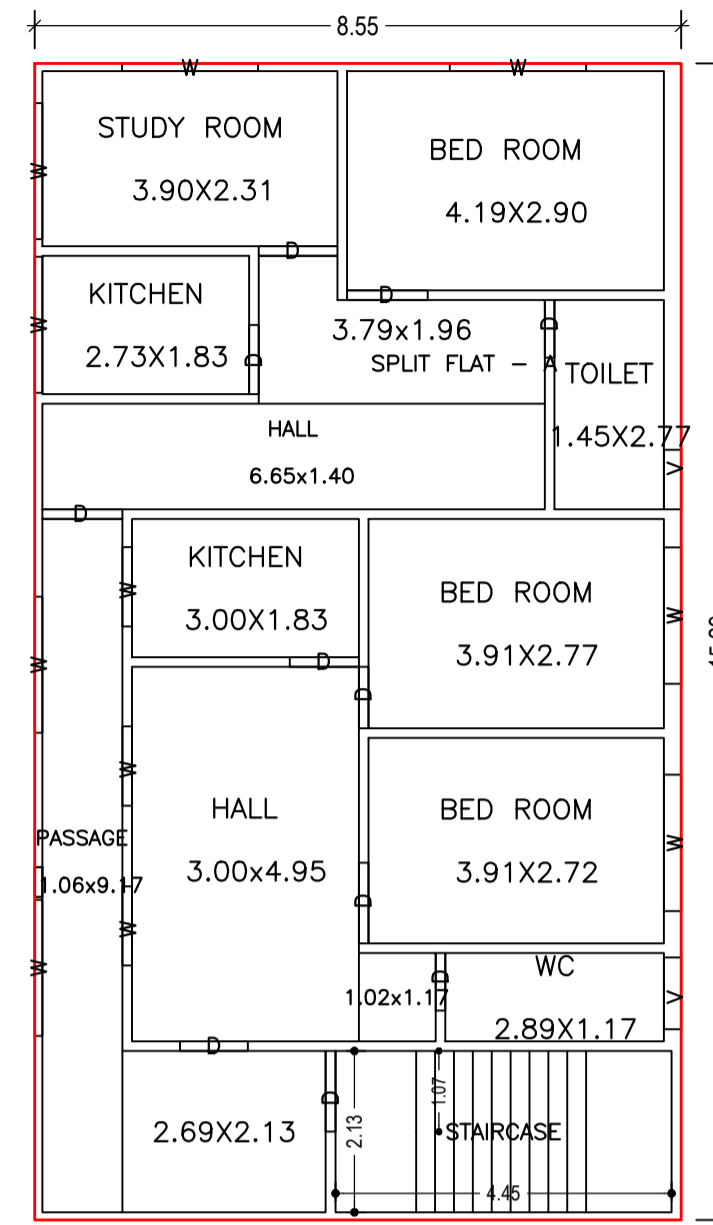 8.55
W
W
STUDY ROOM
3.90X2.31
BED ROOM
4.19X2.90
W
D
D
KITCHEN
2.73X1.83
W
D
3.79x1.96
SPLIT FLAT - A
D
TOILET
1.45X2.77
V
HALL
6.65x1.40
D
KITCHEN
3.00X1.83
W
BED ROOM
3.91X2.77
W
W
D
D
W
HALL
3.00x4.95
BED ROOM
3.91X2.72
W
PASSAGE
1.06x9.17
D
W
W
1.02x1.17
D
WC
2.89X1.17
V
D
D
2.69X2.13
2.13
1.07
STAIRCASE
4.45